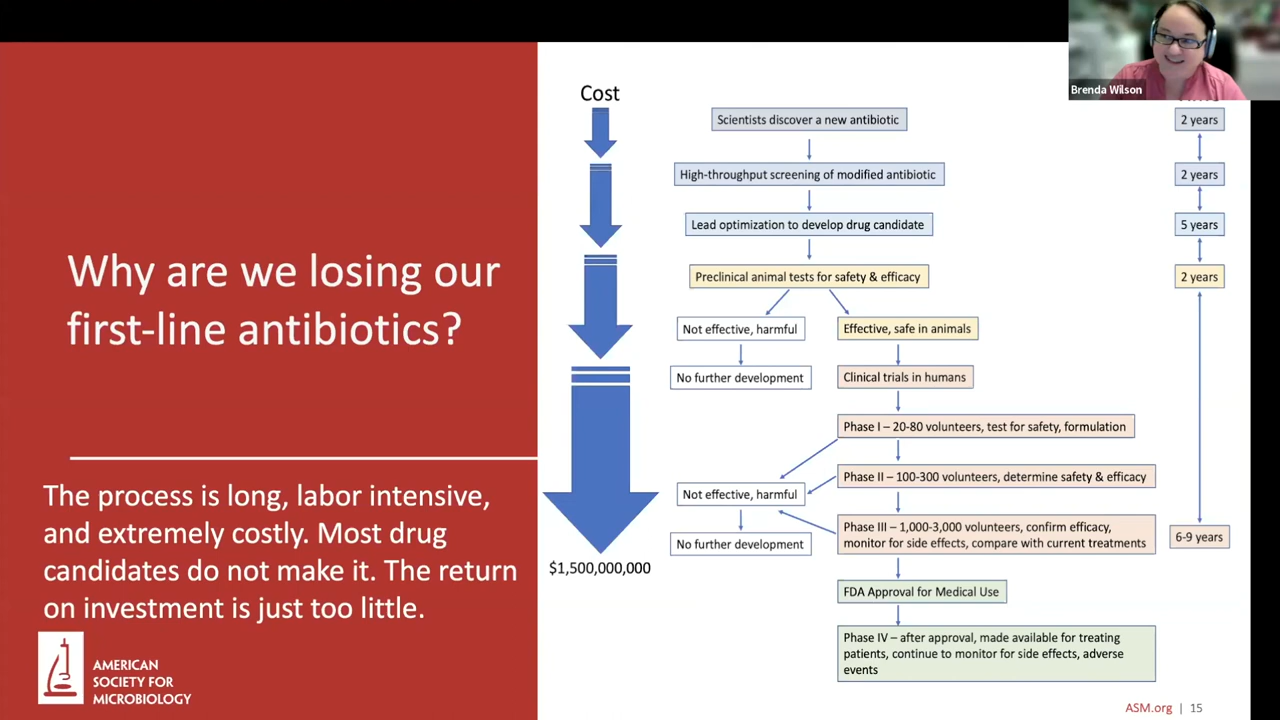 Brenda Wilson
Why are we losing our
first-line antibiotics?
The process is long, labor intensive,
and extremely costly. Most drug
candidates do not make it. The return
on investment is just too little.
AMERICAN
SOCIETY FOR
MICROBIOLOGY
Cost
$1,500,000,000
Scientists discover a new antibiotic
High-throughput screening of modified antibiotic
Lead optimization to develop drug candidate
Preclinical animal tests for safety & efficacy
Not effective, harmful
Effective, safe in animals
No further development
Clinical trials in humans
Phase I – 20-80 volunteers, test for safety, formulation
Phase II – 100-300 volunteers, determine safety & efficacy
Not effective, harmful
Phase III – 1,000-3,000 volunteers, confirm efficacy,
monitor for side effects, compare with current treatments
No further development
FDA Approval for Medical Use
Phase IV – after approval, made available for treating
patients, continue to monitor for side effects, adverse
events
2 years
2 years
5 years
2 years
6-9 years
ASM.org | 15